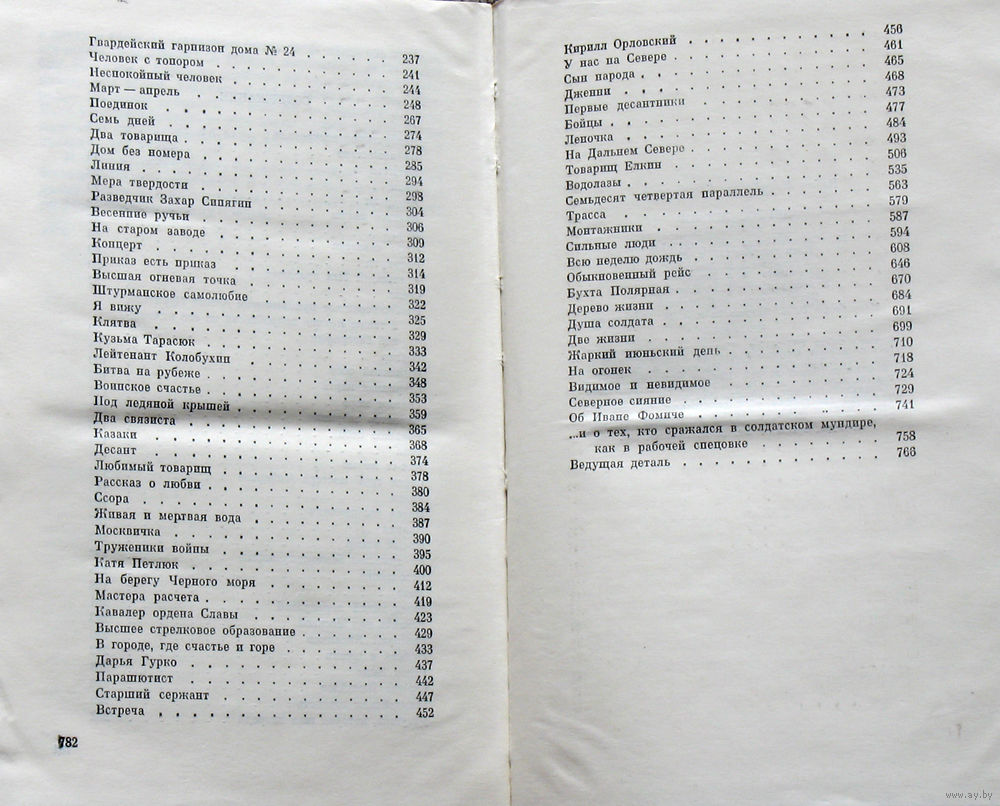 Гвардейский гарнизон дома № 24 . . . . . . 237
Человек с топором . . . . . . . . . . . 241
Неспокойный человек . . . . . . . . . . 244
Март — апрель . . . . . . . . . . . . 248
Поединок . . . . . . . . . . . . . . 267
Семь дней . . . . . . . . . . . . . 274
Два товарища . . . . . . . . . . . . 278
Дом без номера . . . . . . . . . . . 285
Линия . . . . . . . . . . . . . . . 294
Мера твердости . . . . . . . . . . . 298
Разведчик Захар Сипягин . . . . . . . . 304
Весенние ручьи . . . . . . . . . . . 306
На старом заводе . . . . . . . . . . 309
Концерт . . . . . . . . . . . . . . 312
Приказ есть приказ . . . . . . . . . . 314
Высшая огневая точка . . . . . . . . . 319
Штурманское самолюбие . . . . . . . . . 322
Я вижу . . . . . . . . . . . . . . 325
Клятва . . . . . . . . . . . . . . 329
Кузьма Тарасюк . . . . . . . . . . . 333
Лейтенант Колобухин . . . . . . . . . . 342
Битва на рубеже . . . . . . . . . . . 348
Воинское счастье . . . . . . . . . . . 353
Под ледяной крышей . . . . . . . . . . 359
Два связиста . . . . . . . . . . . . 365
Казаки . . . . . . . . . . . . . . 368
Десант . . . . . . . . . . . . . . 374
Любимый товарищ . . . . . . . . . . . 378
Рассказ о любви . . . . . . . . . . . 380
Ссора . . . . . . . . . . . . . . . 384
Живая и мертвая вода . . . . . . . . . 387
Москвичка . . . . . . . . . . . . . 390
Труженики войны . . . . . . . . . . . 395
Катя Петлюк . . . . . . . . . . . . 400
На берегу Черного моря . . . . . . . . 412
Мастера расчета . . . . . . . . . . . 419
Кавалер ордена Славы . . . . . . . . . 423
Высшее стрелковое образование . . . . . . 429
В городе, где счастье и горе . . . . . . . 433
Дарья Гурко . . . . . . . . . . . . 437
Парашютист . . . . . . . . . . . . . 442
Старший сержант . . . . . . . . . . . 447
Встреча . . . . . . . . . . . . . . 452
782
Кирилл Орловский . . . . . . . . . . . 456
У нас на Севере . . . . . . . . . . . 461
Сын народа . . . . . . . . . . . . . 465
Дженни . . . . . . . . . . . . . . 468
Первые десантники . . . . . . . . . . 473
Бойцы . . . . . . . . . . . . . . . 477
Леночка . . . . . . . . . . . . . . 484
На Дальнем Севере . . . . . . . . . . 493
Товарищ Елкин . . . . . . . . . . . . 506
Водолазы . . . . . . . . . . . . . . 535
Семьдесят четвертая параллель . . . . . . 563
Трасса . . . . . . . . . . . . . . 579
Монтажники . . . . . . . . . . . . . 587
Сильные люди . . . . . . . . . . . . 594
Всю неделю дождь . . . . . . . . . . . 608
Обыкновенный рейс . . . . . . . . . . 646
Бухта Полярная . . . . . . . . . . . 670
Дерево жизни . . . . . . . . . . . . 684
Душа солдата . . . . . . . . . . . . 691
Две жизни . . . . . . . . . . . . . 699
Жаркий июньский день . . . . . . . . . 710
На огонек . . . . . . . . . . . . . 718
Видимое и невидимое . . . . . . . . . . 724
Северное сияние . . . . . . . . . . . 729
Об Иване Фомиче . . . . . . . . . . . 741
...и о тех, кто сражался в солдатском мундире,
как в рабочей спецовке . . . . . . . . 758
Ведущая деталь . . . . . . . . . . . 766
www.ay.by